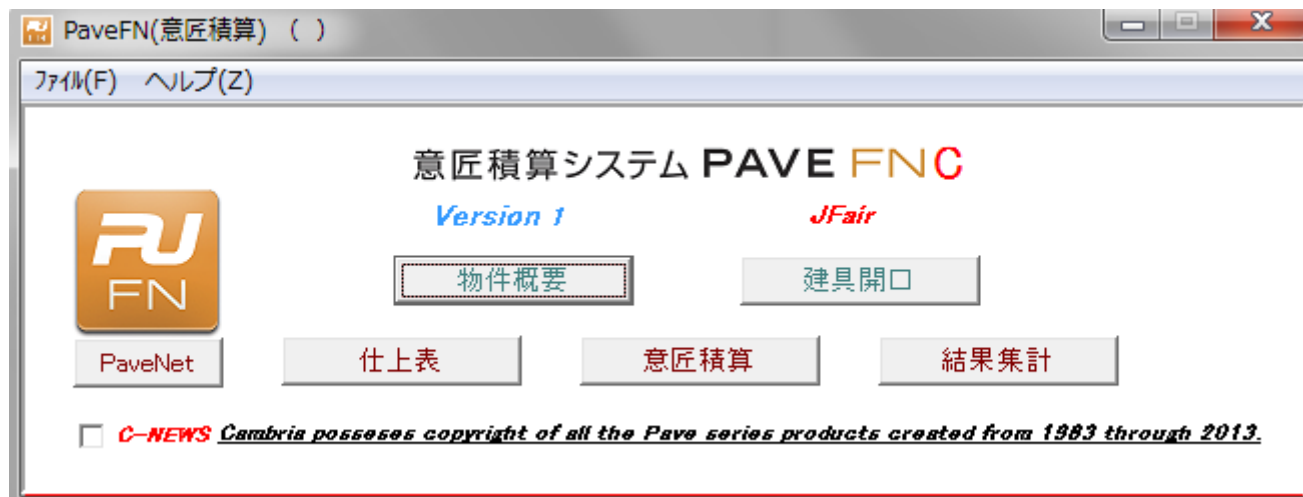 PaveFN(意匠積算) ( )
ﾌｧｲﾙ(F) ヘルプ(Z)
意匠積算システム PAVE FNC
Version 1 JFair
PU FN
物件概要 建具開口
PaveNet 仕上表 意匠積算 結果集計
C-NEWS Cambria posseses copyright of all the Pave series products created from 1983 through 2013.